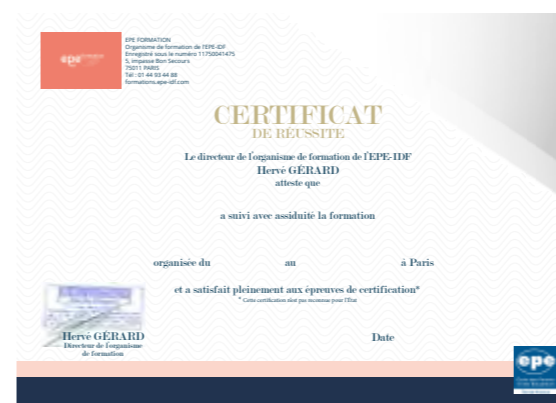 epe
EPE FORMATION
Organisme de formation de l'EPE-IDF
Enregistré sous le numéro 11750041475
5, impasse Bon Secours
75011 PARIS
Tél : 01 44 93 44 88
formations.epe-idf.com
CERTIFICAT
DE RÉUSSITE
Le directeur de l'organisme de formation de l'EPE-IDF
Hervé GÉRARD
atteste que
a suivi avec assiduité la formation
organisée du au à Paris
et a satisfait pleinement aux épreuves de certification*
* Cette certification n'est pas reconnue pour l'État
Hervé GÉRARD
Directeur de l'organisme
de formation
Date
epe